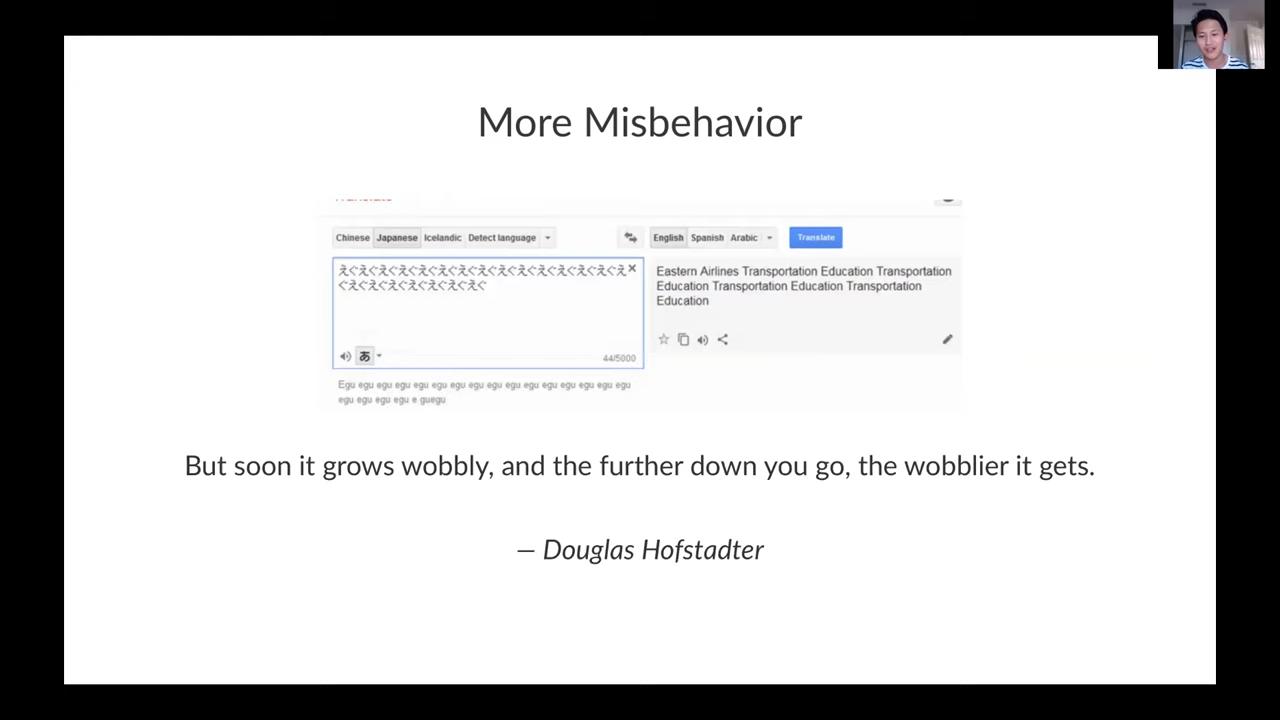 More Misbehavior
Chinese Japanese Icelandic Detect language
English Spanish Arabic Translate
えぐえぐえぐえぐえぐえぐえぐえぐえぐえぐえぐえぐえぐえぐえ
ぐえぐえぐえぐえぐえぐえぐえぐ
あ
44/5000
Egu egu egu egu egu egu egu egu egu egu egu egu egu egu egu egu
egu egu egu egu e guegu
Eastern Airlines Transportation Education Transportation
Education Transportation Education Transportation
Education
But soon it grows wobbly, and the further down you go, the wobblier it gets.
— Douglas Hofstadter